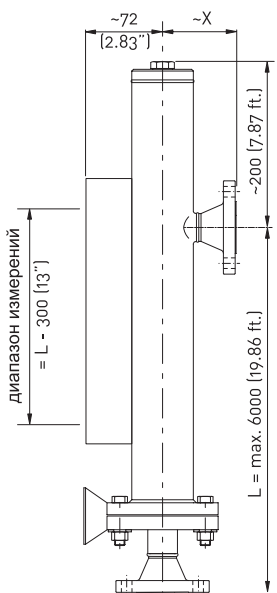 ~72
(2.83")
~X
~200 (7.87 ft.)
диапазон измерений
= L - 300 (13")
L = max. 6000 (19.86 ft.)